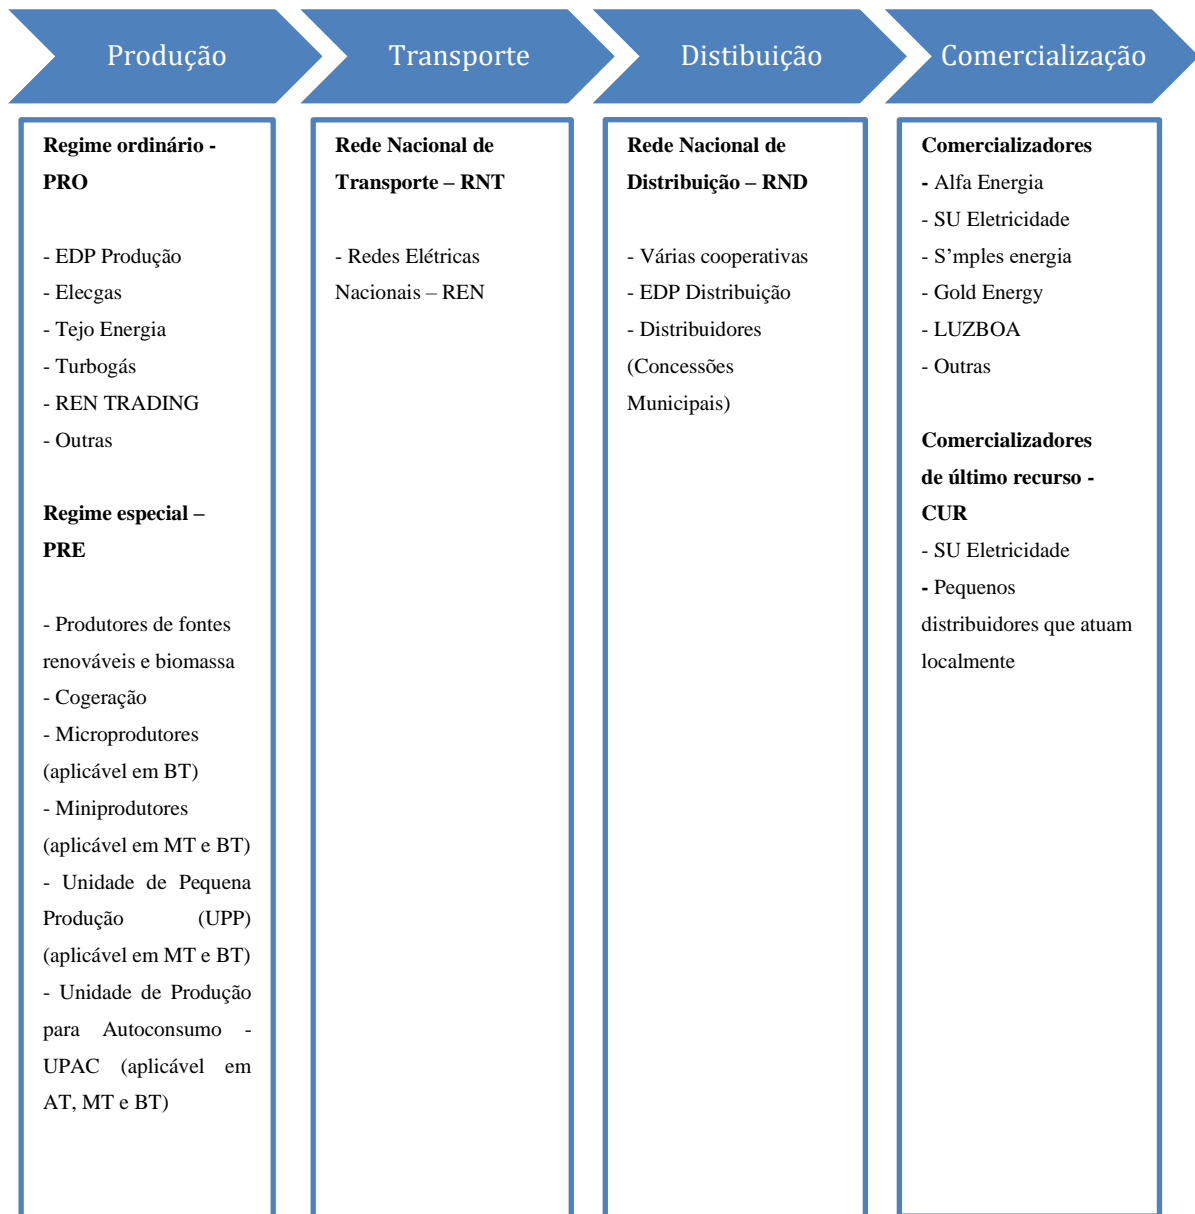 Produção
Transporte
Distibuição
Comercialização
Regime ordinário -
PRO
- EDP Produção
- Elecgas
- Tejo Energia
- Turbogás
- REN TRADING
- Outras
Regime especial –
PRE
- Produtores de fontes
renováveis e biomassa
- Cogeração
- Microprodutores
(aplicável em BT)
- Miniprodutores
(aplicável em MT e BT)
- Unidade de Pequena
Produção (UPP)
(aplicável em MT e BT)
- Unidade de Produção
para Autoconsumo -
UPAC (aplicável em
AT, MT e BT)
Rede Nacional de
Transporte – RNT
- Redes Elétricas
Nacionais – REN
Rede Nacional de
Distribuição – RND
- Várias cooperativas
- EDP Distribuição
- Distribuidores
(Concessões
Municipais)
Comercializadores
- Alfa Energia
- SU Eletricidade
- S’mples energia
- Gold Energy
- LUZBOA
- Outras
Comercializadores
de último recurso -
CUR
- SU Eletricidade
- Pequenos
distribuidores que atuam
localmente